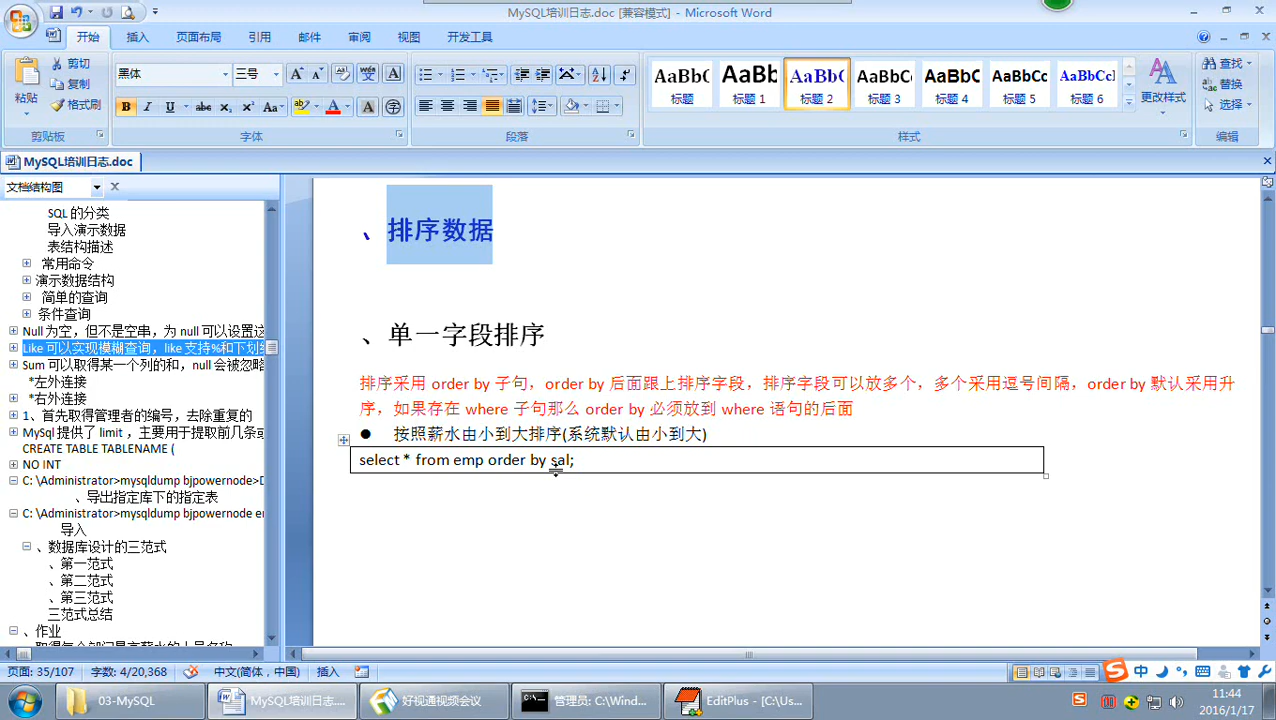 MySQL培训日志.doc [兼容模式] - Microsoft Word
开始 插入 页面布局 引用 邮件 审阅 视图 开发工具
粘贴 剪切 复制 格式刷
剪贴板
黑体 三号
字体
段落
AaBbC AaBb AaBbC AaBbC AaBbC AaBbCc AaBbCcI
标题 标题 1 标题 2 标题 3 标题 4 标题 5 标题 6
更改样式
样式
查找
替换
选择
编辑
MySQL培训日志.doc
文档结构图
SQL 的分类
导入演示数据
表结构描述
常用命令
演示数据结构
简单的查询
条件查询
Null 为空，但不是空串，为 null 可以设置这
Like 可以实现模糊查询，like 支持%和下划线
Sum 可以取得某一个列的和，null 会被忽略
*左外连接
*右外连接
1、首先取得管理者的编号，去除重复的
MySql 提供了 limit ，主要用于提取前几条或
CREATE TABLE TABLENAME (
NO INT
C: \Administrator>mysqldump bjpowernode>D
、导出指定库下的指定表
C: \Administrator>mysqldump bjpowernode e
导入
、数据库设计的三范式
、第一范式
、第二范式
、第三范式
三范式总结
、作业
、排序数据
、单一字段排序
排序采用 order by 子句，order by 后面跟上排序字段，排序字段可以放多个，多个采用逗号间隔，order by 默认采用升
序，如果存在 where 子句那么 order by 必须放到 where 语句的后面
● 按照薪水由小到大排序(系统默认由小到大)
select * from emp order by sal;
页面: 35/107 字数: 4/20,368 中文(简体，中国) 插入
中
03-MySQL MySQL培训日志.... 好视通视频会议 管理员: C:\Wind... EditPlus - [C:\Us...
11:44
2016/1/17